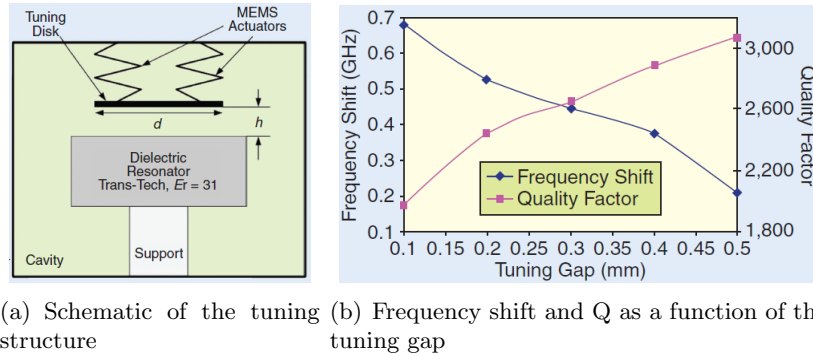 Tuning
Disk
MEMS
Actuators
d
h
Dielectric
Resonator
Trans-Tech, Er = 31
Support
Cavity
Frequency Shift (GHz)
0.7
0.6
0.5
0.4
0.3
0.2
0.1
3,000
2,600
2,200
1,800
Quality Factor
Frequency Shift
Quality Factor
0.1 0.15 0.2 0.25 0.3 0.35 0.4 0.45 0.5
Tuning Gap (mm)
(a) Schematic of the tuning
structure
(b) Frequency shift and Q as a function of th
tuning gap